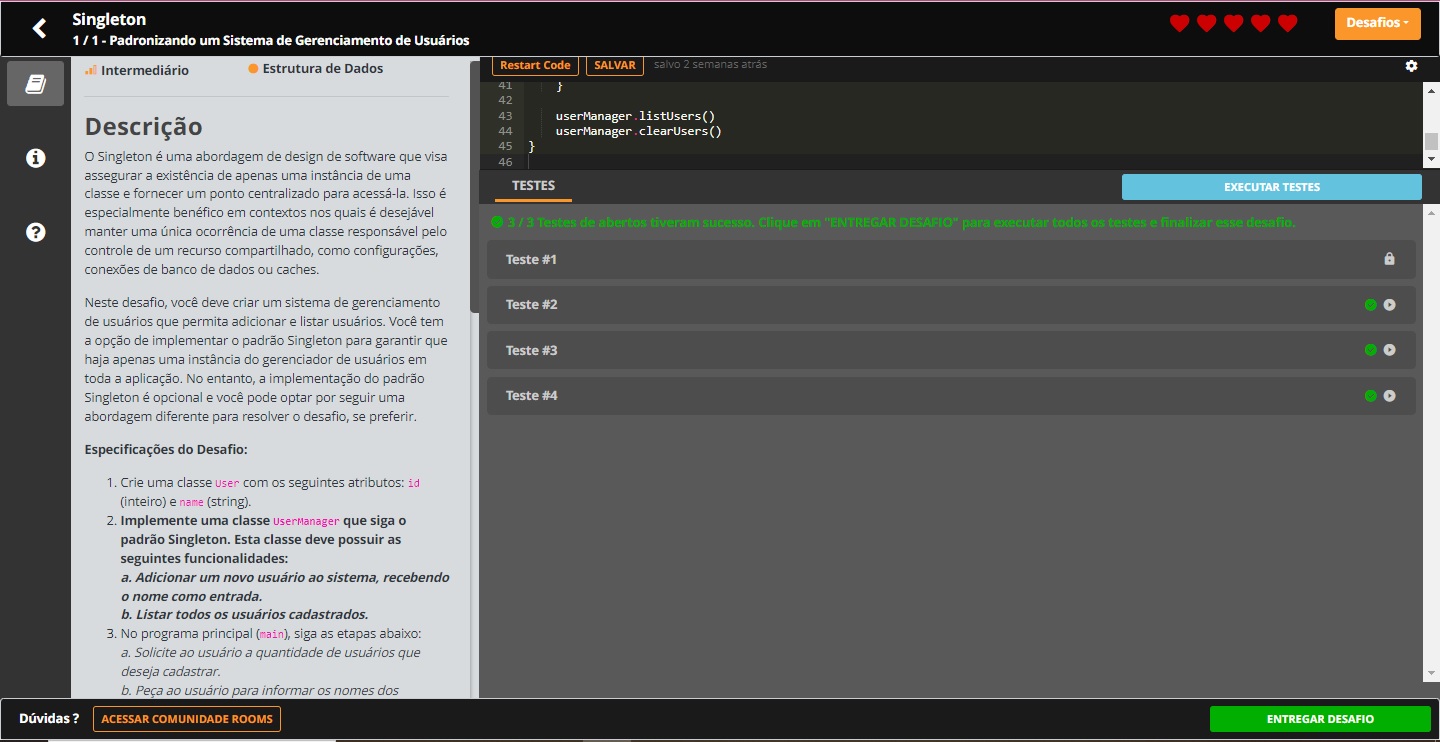 Singleton
1 / 1 - Padronizando um Sistema de Gerenciamento de Usuários
Desafios
Intermediário
Estrutura de Dados
Descrição
O Singleton é uma abordagem de design de software que visa
assegurar a existência de apenas uma instância de uma
classe e fornecer um ponto centralizado para acessá-la. Isso é
especialmente benéfico em contextos nos quais é desejável
manter uma única ocorrência de uma classe responsável pelo
controle de um recurso compartilhado, como configurações,
conexões de banco de dados ou caches.
Neste desafio, você deve criar um sistema de gerenciamento
de usuários que permita adicionar e listar usuários. Você tem
a opção de implementar o padrão Singleton para garantir que
haja apenas uma instância do gerenciador de usuários em
toda a aplicação. No entanto, a implementação do padrão
Singleton é opcional e você pode optar por seguir uma
abordagem diferente para resolver o desafio, se preferir.
Especificações do Desafio:
1. Crie uma classe User com os seguintes atributos: id
(inteiro) e name (string).
2. Implemente uma classe UserManager que siga o
padrão Singleton. Esta classe deve possuir as
seguintes funcionalidades:
a. Adicionar um novo usuário ao sistema, recebendo
o nome como entrada.
b. Listar todos os usuários cadastrados.
3. No programa principal (main), siga as etapas abaixo:
a. Solicite ao usuário a quantidade de usuários que
deseja cadastrar.
b. Peça ao usuário para informar os nomes dos
Restart Code
SALVAR
salvo 2 semanas atrás
41 }
42
43 userManager.listUsers()
44 userManager.clearUsers()
45 }
46
TESTES
EXECUTAR TESTES
3 / 3 Testes de abertos tiveram sucesso. Clique em "ENTREGAR DESAFIO" para executar todos os testes e finalizar esse desafio.
Teste #1
Teste #2
Teste #3
Teste #4
Dúvidas ?
ACESSAR COMUNIDADE ROOMS
ENTREGAR DESAFIO